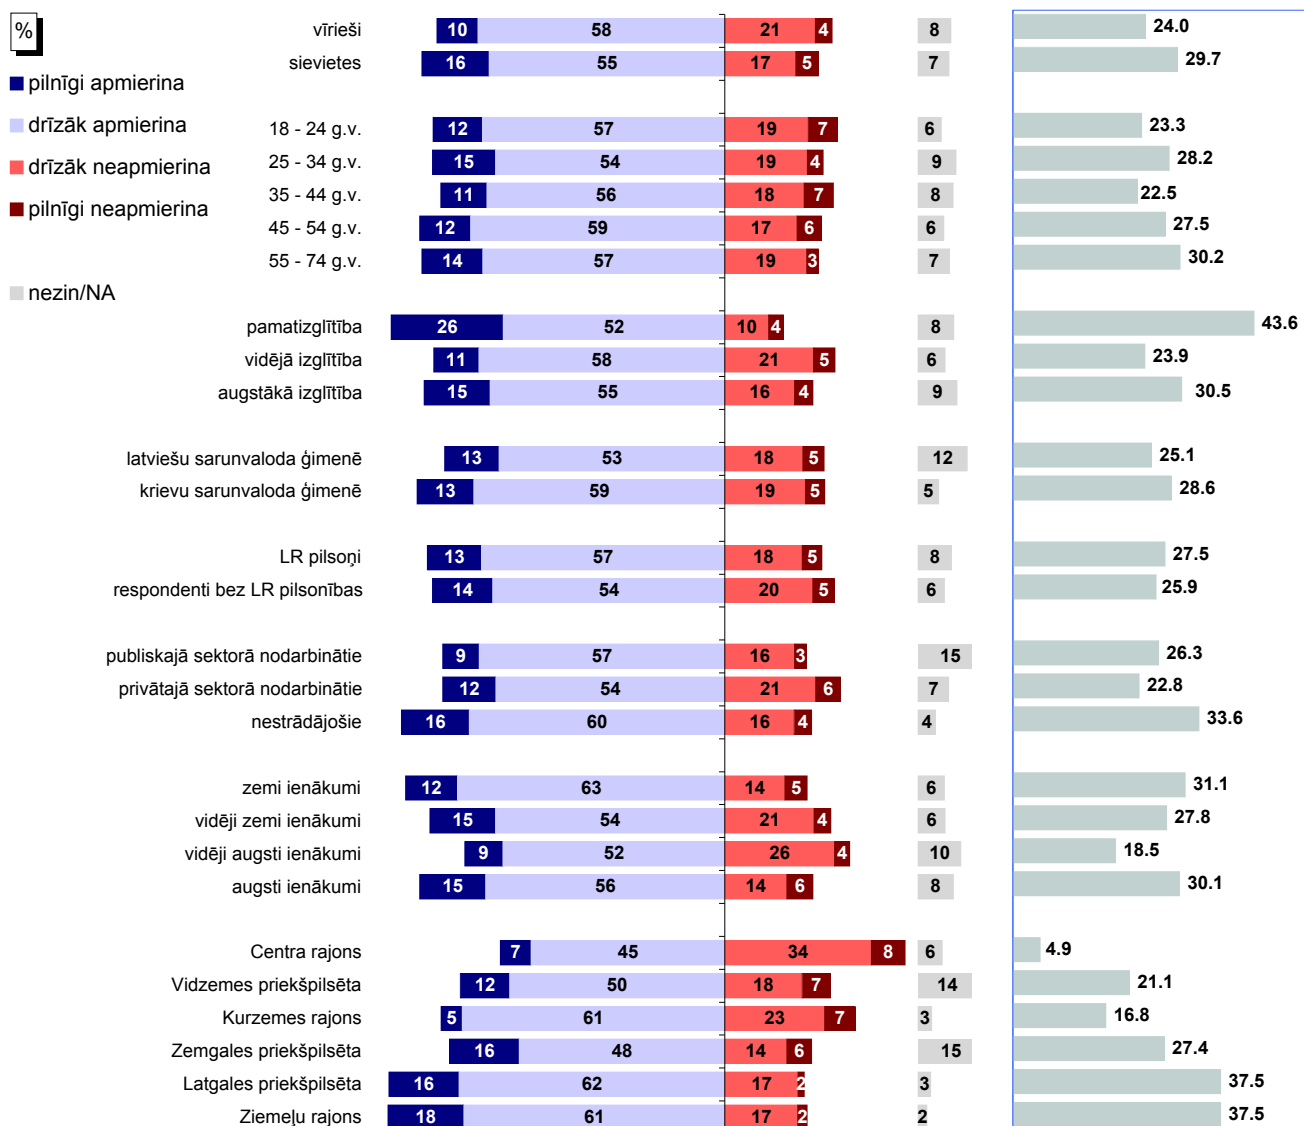 %
pilnīgi apmierina
drīzāk apmierina
drīzāk neapmierina
pilnīgi neapmierina
nezin/NA
vīrieši 10 58 21 4 8 24.0
sievietes 16 55 17 5 7 29.7
18 - 24 g.v. 12 57 19 7 6 23.3
25 - 34 g.v. 15 54 19 4 9 28.2
35 - 44 g.v. 11 56 18 7 8 22.5
45 - 54 g.v. 12 59 17 6 6 27.5
55 - 74 g.v. 14 57 19 3 7 30.2
pamatizglītība 26 52 10 4 8 43.6
vidējā izglītība 11 58 21 5 6 23.9
augstākā izglītība 15 55 16 4 9 30.5
latviešu sarunvaloda ģimenē 13 53 18 5 12 25.1
krievu sarunvaloda ģimenē 13 59 19 5 5 28.6
LR pilsoņi 13 57 18 5 8 27.5
respondenti bez LR pilsonības 14 54 20 5 6 25.9
publiskajā sektorā nodarbinātie 9 57 16 3 15 26.3
privātajā sektorā nodarbinātie 12 54 21 6 7 22.8
nestrādājošie 16 60 16 4 4 33.6
zemi ienākumi 12 63 14 5 6 31.1
vidēji zemi ienākumi 15 54 21 4 6 27.8
vidēji augsti ienākumi 9 52 26 4 10 18.5
augsti ienākumi 15 56 14 6 8 30.1
Centra rajons 7 45 34 8 6 4.9
Vidzemes priekšpilsēta 12 50 18 7 14 21.1
Kurzemes rajons 5 61 23 7 3 16.8
Zemgales priekšpilsēta 16 48 14 6 15 27.4
Latgales priekšpilsēta 16 62 17 2 3 37.5
Ziemeļu rajons 18 61 17 2 2 37.5